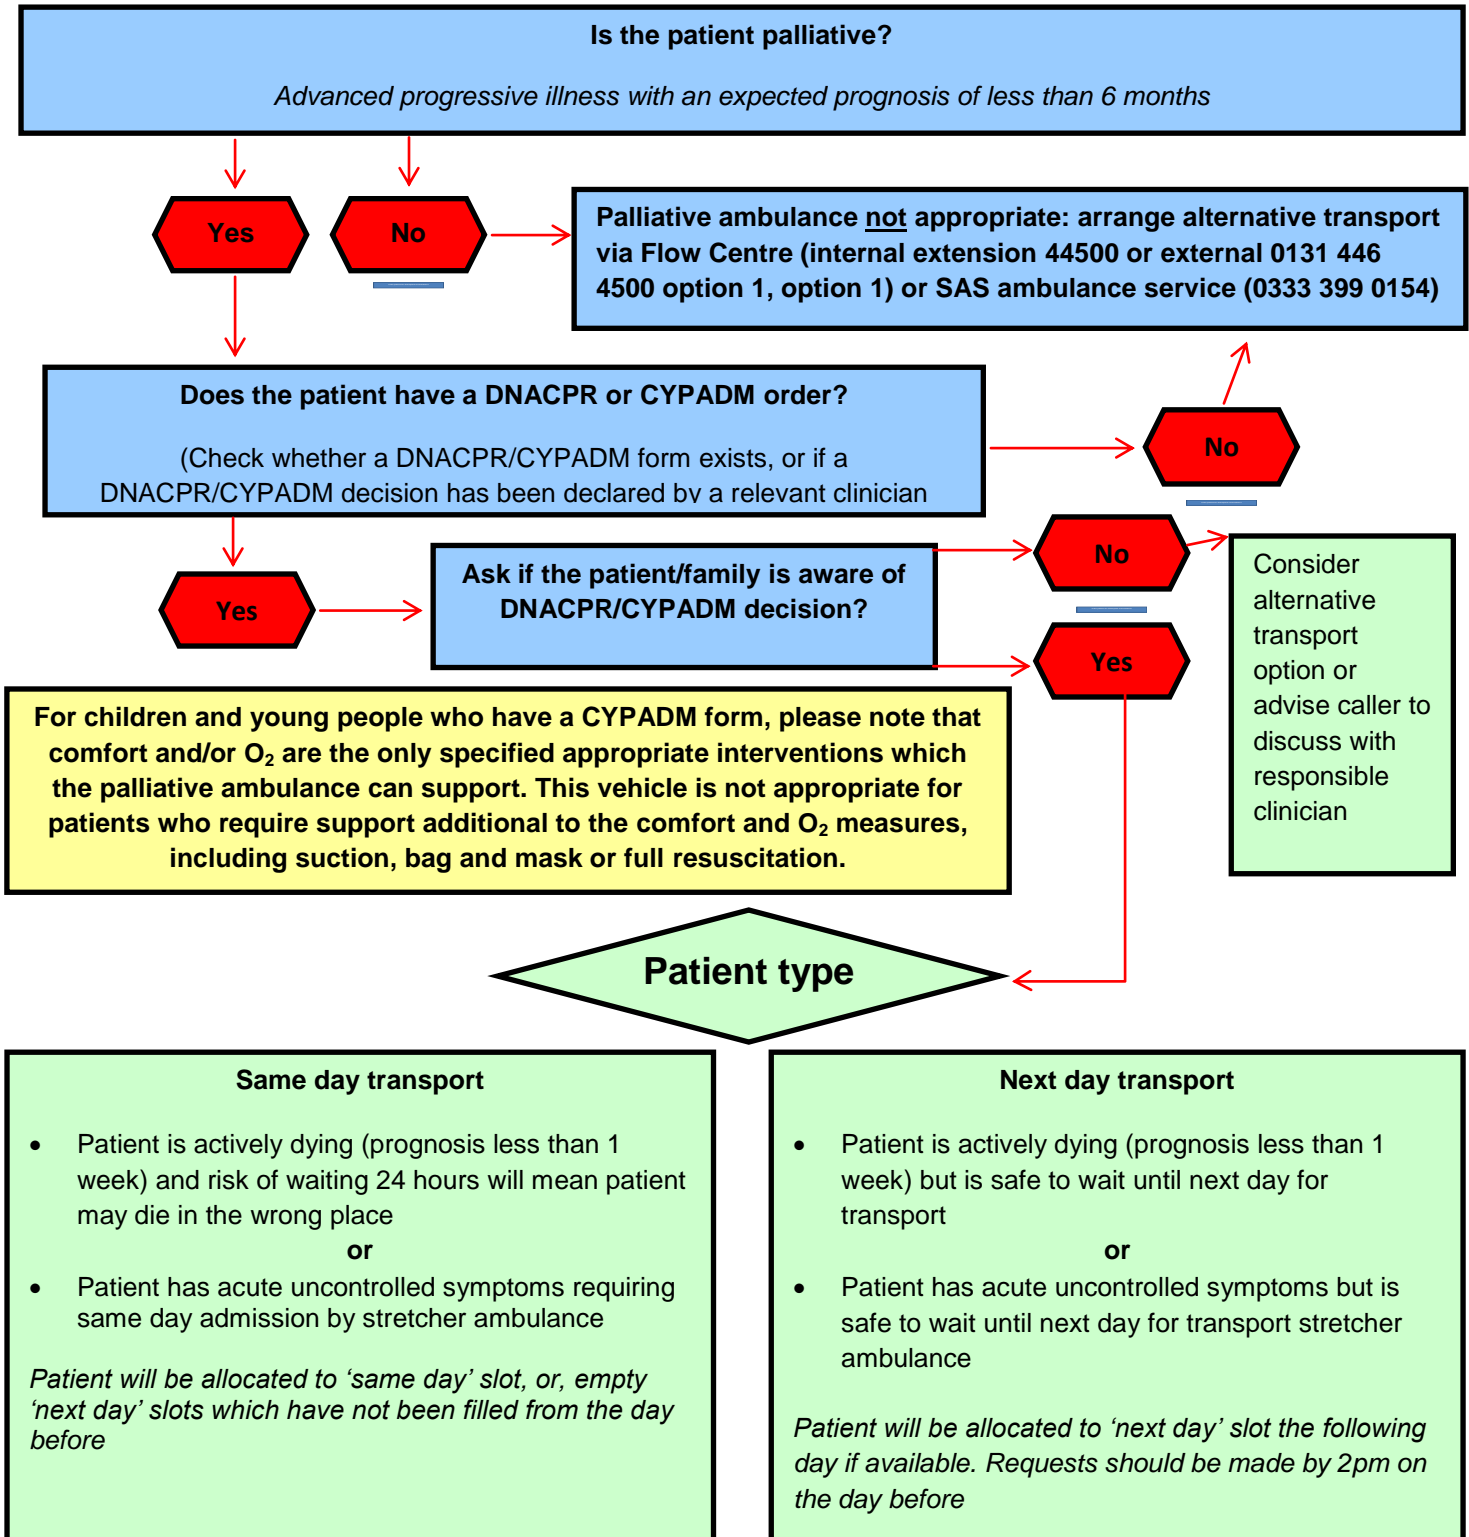 Is the patient palliative?
Advanced progressive illness with an expected prognosis of less than 6 months
Yes
No
Palliative ambulance not appropriate: arrange alternative transport
via Flow Centre (internal extension 44500 or external 0131 446
4500 option 1, option 1) or SAS ambulance service (0333 399 0154)
Does the patient have a DNACPR or CYPADM order?
(Check whether a DNACPR/CYPADM form exists, or if a
DNACPR/CYPADM decision has been declared by a relevant clinician
No
Yes
Ask if the patient/family is aware of
DNACPR/CYPADM decision?
No
Yes
Consider
alternative
transport
option or
advise caller to
discuss with
responsible
clinician
For children and young people who have a CYPADM form, please note that
comfort and/or O₂ are the only specified appropriate interventions which
the palliative ambulance can support. This vehicle is not appropriate for
patients who require support additional to the comfort and O₂ measures,
including suction, bag and mask or full resuscitation.
Patient type
Same day transport
• Patient is actively dying (prognosis less than 1
week) and risk of waiting 24 hours will mean patient
may die in the wrong place
or
• Patient has acute uncontrolled symptoms requiring
same day admission by stretcher ambulance
Patient will be allocated to ‘same day’ slot, or, empty
‘next day’ slots which have not been filled from the day
before
Next day transport
• Patient is actively dying (prognosis less than 1
week) but is safe to wait until next day for
transport
or
• Patient has acute uncontrolled symptoms but is
safe to wait until next day for transport stretcher
ambulance
Patient will be allocated to ‘next day’ slot the following
day if available. Requests should be made by 2pm on
the day before